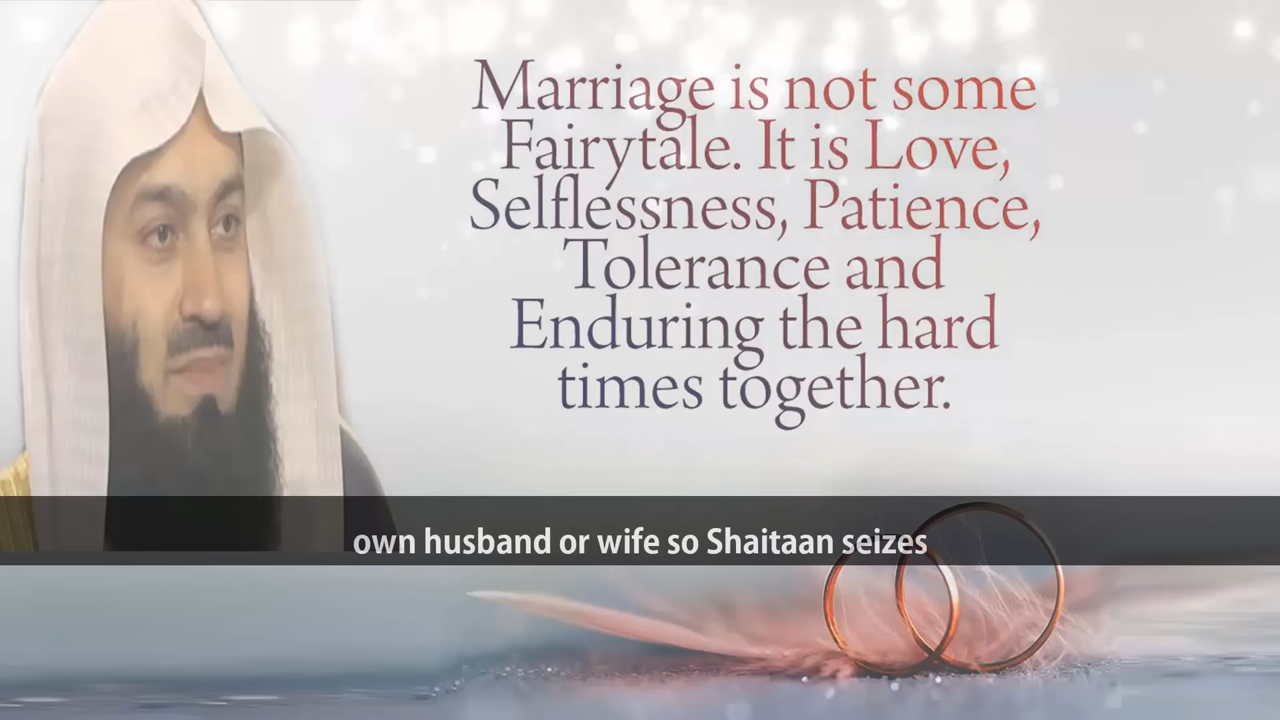 Marriage is not some
Fairytale. It is Love,
Selflessness, Patience,
Tolerance and
Enduring the hard
times together.
own husband or wife so Shaitaan seizes